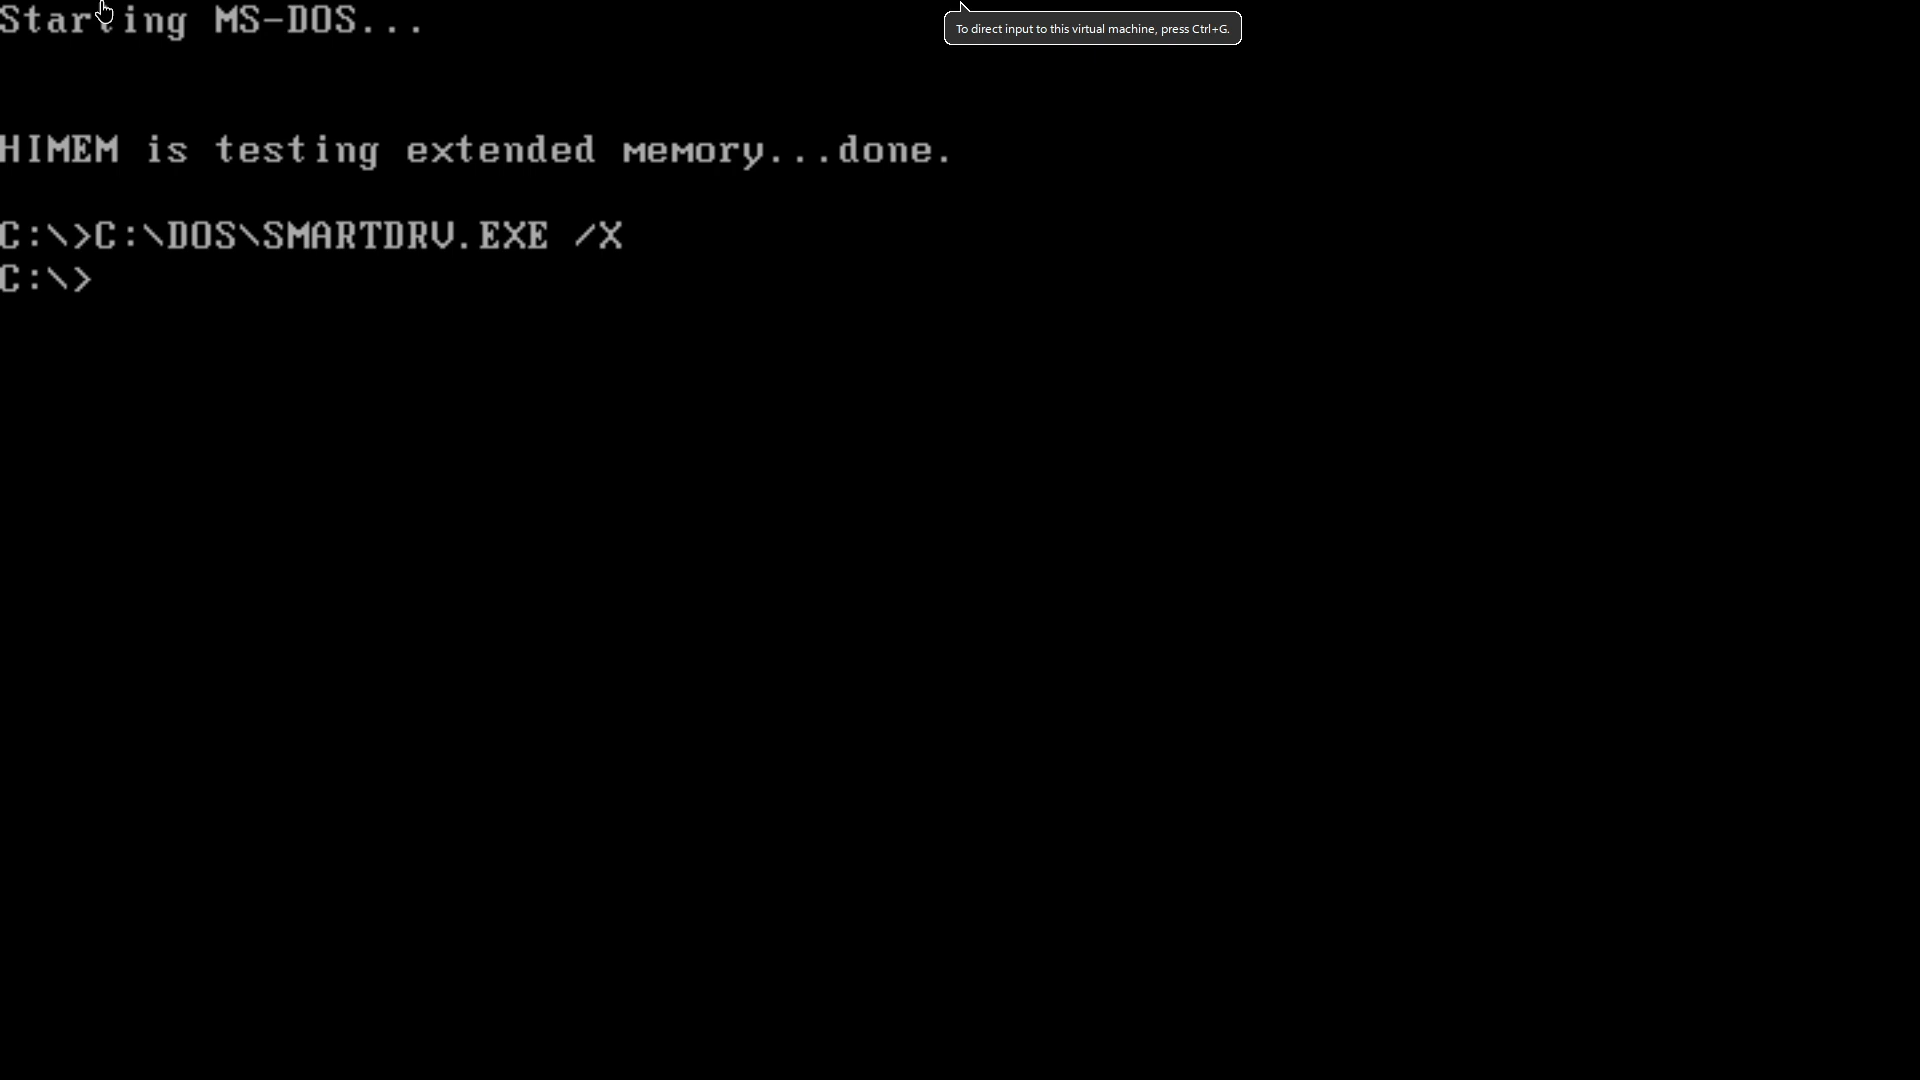 Starting MS-DOS...
To direct input to this virtual machine, press Ctrl+G.
HIMEM is testing extended memory...done.
C:\>C:\DOS\SMARTDRV.EXE /X
C:\>